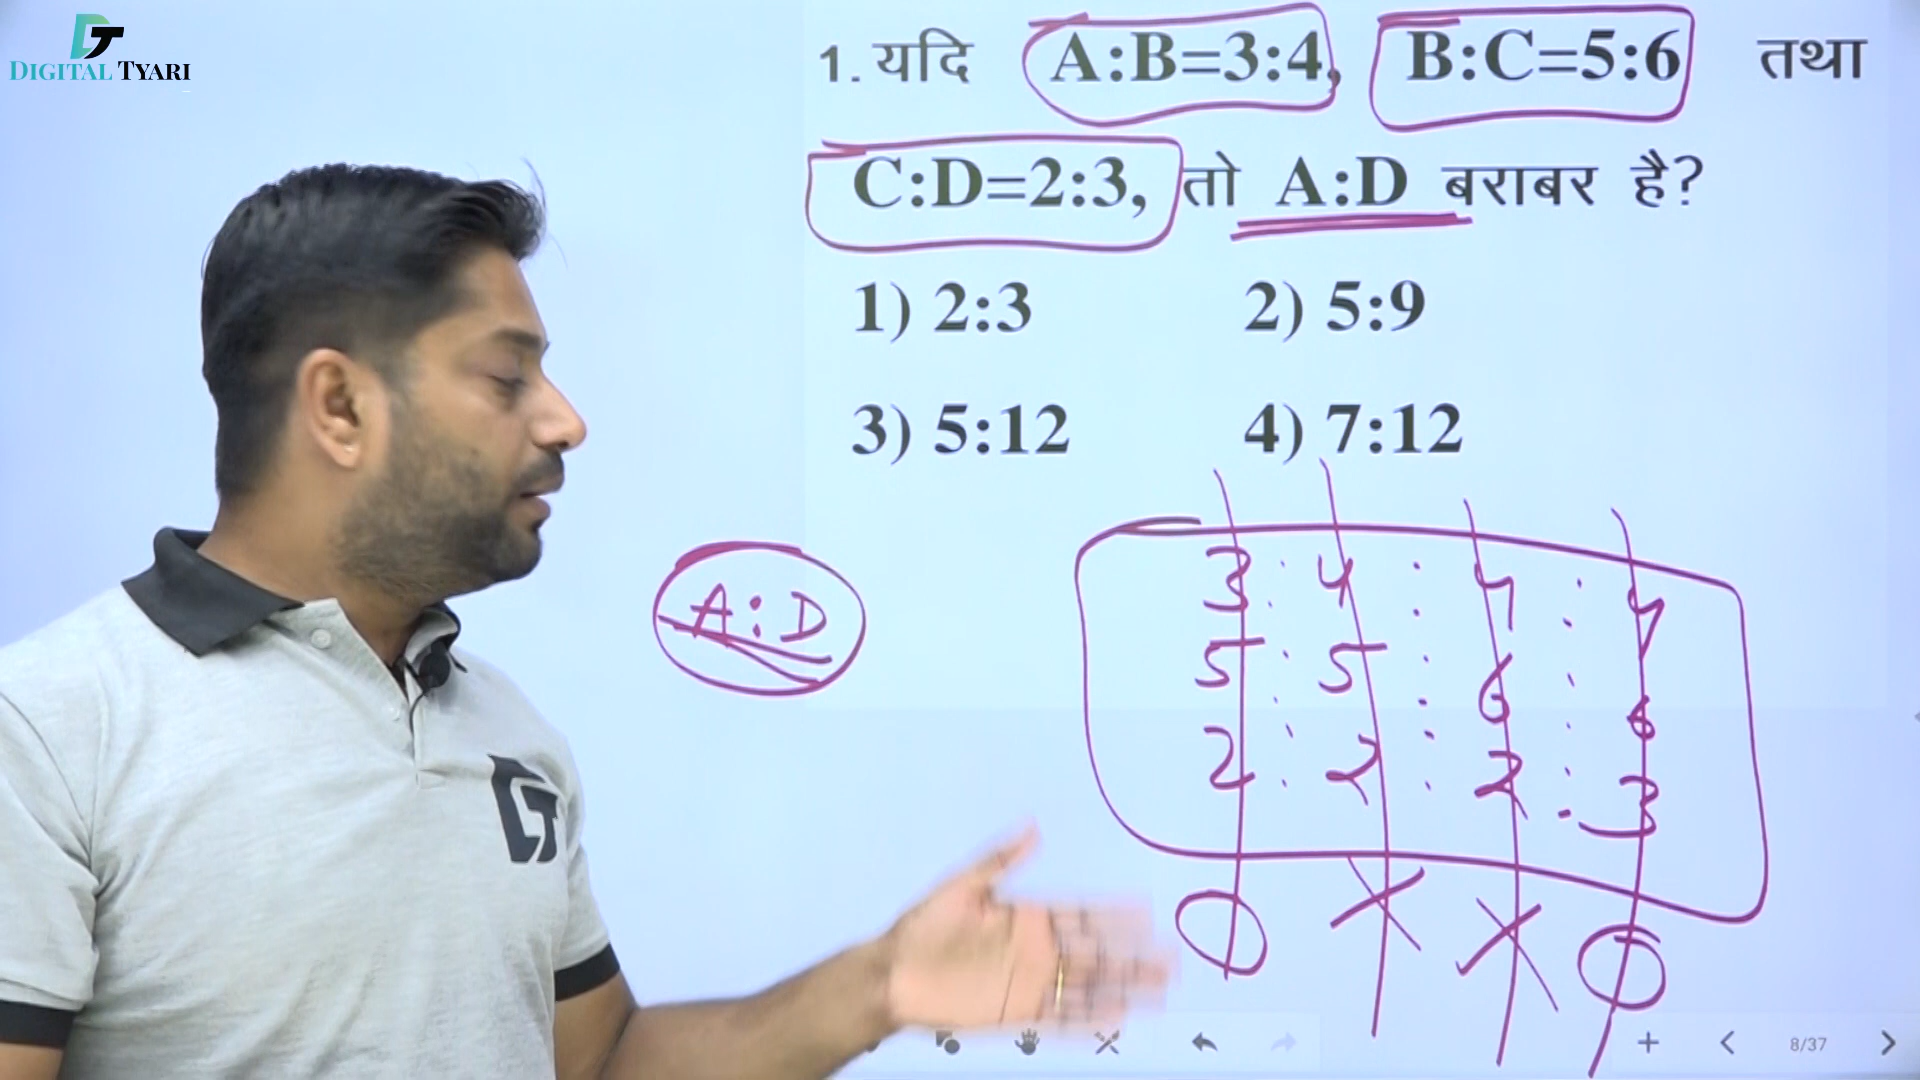 DIGITAL TYARI
1. यदि A:B=3:4, B:C=5:6 तथा
C:D=2:3, तो A:D बराबर है?
1) 2:3 2) 5:9
3) 5:12 4) 7:12
A:D
3 : 4 : 4 : 4
5 : 5 : 6 : 6
2 : 2 : 2 : 3
8/37